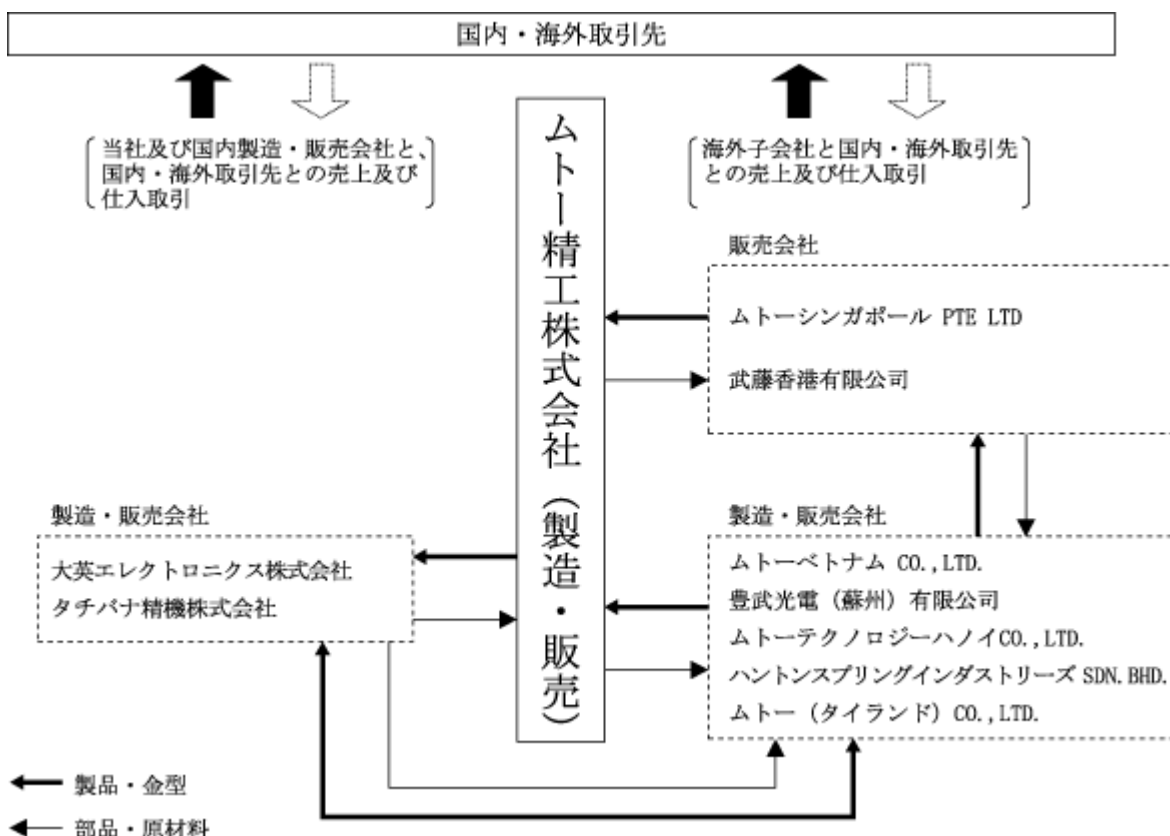 国内・海外取引先
当社及び国内製造・販売会社と、
国内・海外取引先との売上及び
仕入取引
海外子会社と国内・海外取引先
との売上及び仕入取引
ムトー精工株式会社（製造・販売）
販売会社
ムトーシンガポール PTE LTD
武藤香港有限公司
製造・販売会社
大英エレクトロニクス株式会社
タチバナ精機株式会社
製造・販売会社
ムトーベトナム CO.,LTD.
豊武光電（蘇州）有限公司
ムトーテクノロジーハノイCO.,LTD.
ハントンスプリングインダストリーズ SDN.BHD.
ムトー（タイランド）CO.,LTD.
製品・金型
部品・原材料